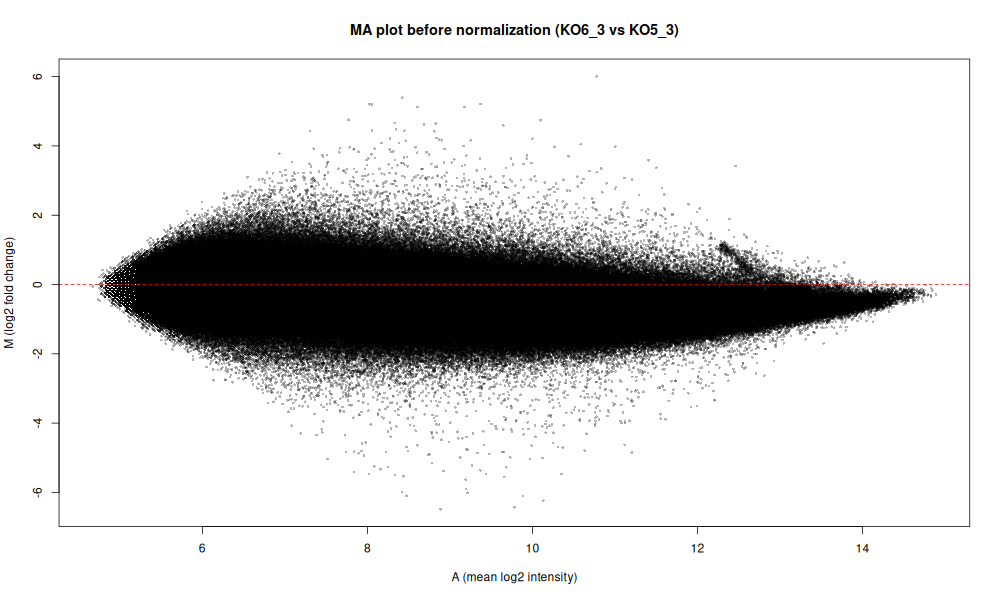 MA plot before normalization (KO6_3 vs KO5_3)
M (log2 fold change)
6
4
2
0
-2
-4
-6
6 8 10 12 14
A (mean log2 intensity)